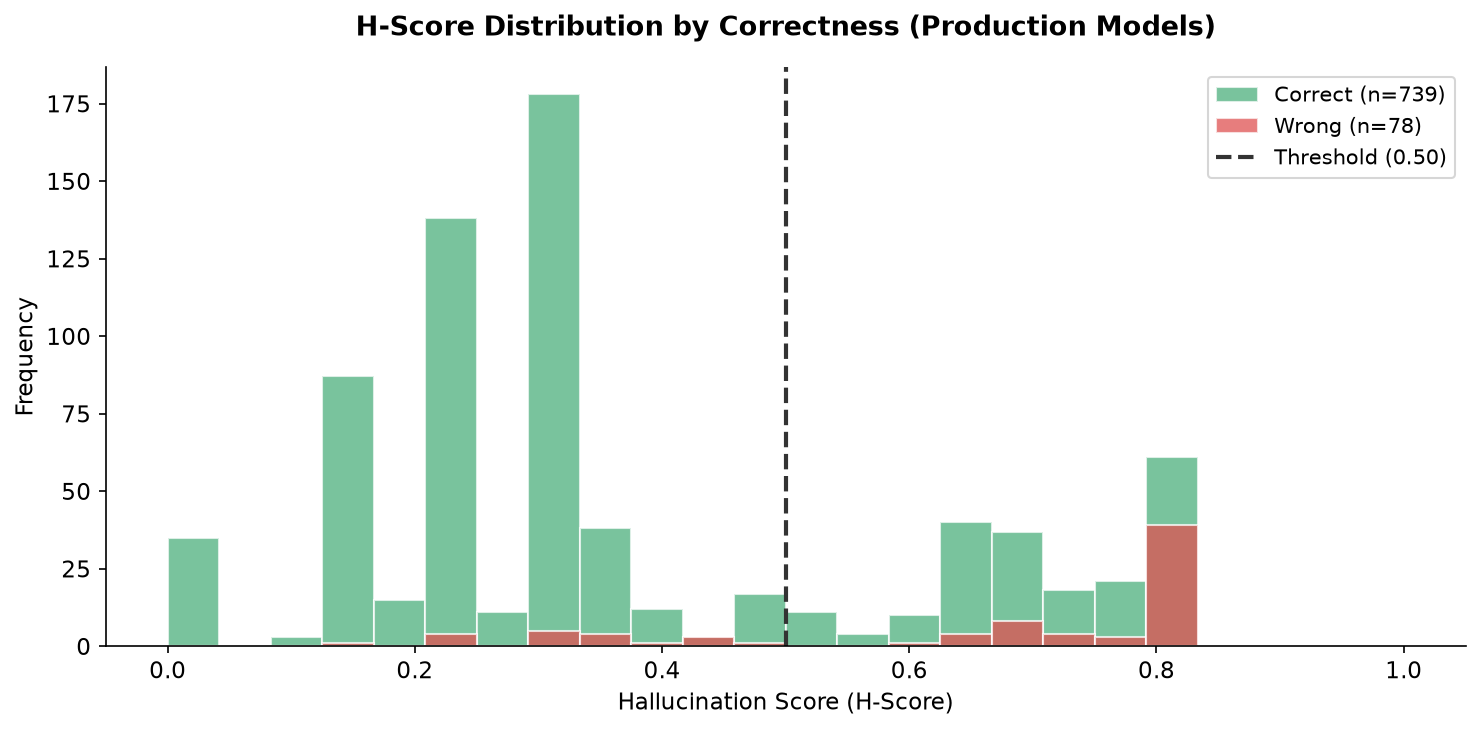 H-Score Distribution by Correctness (Production Models)
Correct (n=739)
Wrong (n=78)
Threshold (0.50)
Frequency
175
150
125
100
75
50
25
0
0.0
0.2
0.4
0.6
0.8
1.0
Hallucination Score (H-Score)